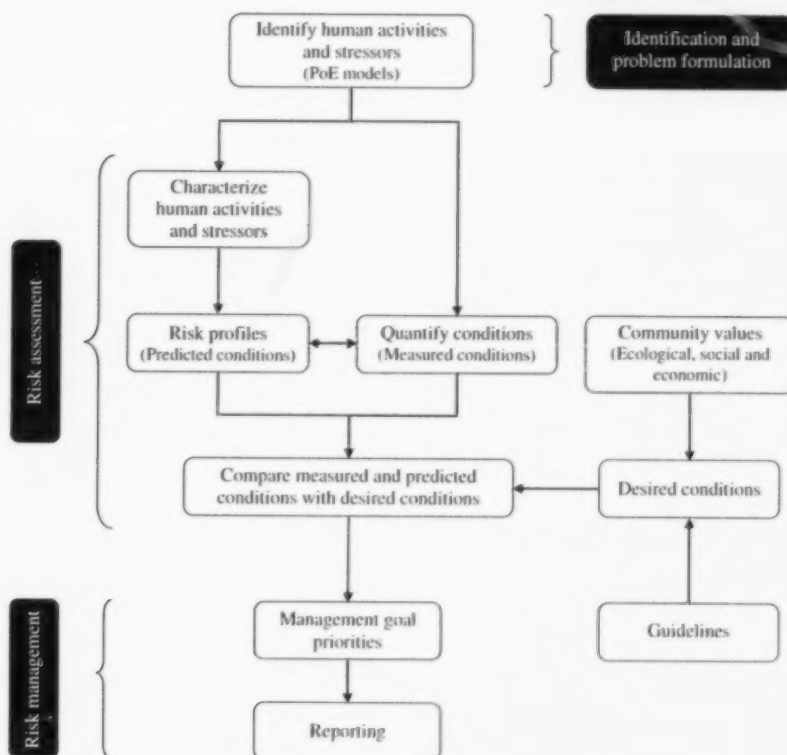 Identify human activities
and stressors
(PoE models)
Identification and
problem formulation
Characterize
human activities
and stressors
Risk assessment
Risk profiles
(Predicted conditions)
Quantify conditions
(Measured conditions)
Community values
(Ecological, social and
economic)
Compare measured and predicted
conditions with desired conditions
Desired conditions
Risk management
Management goal
priorities
Guidelines
Reporting